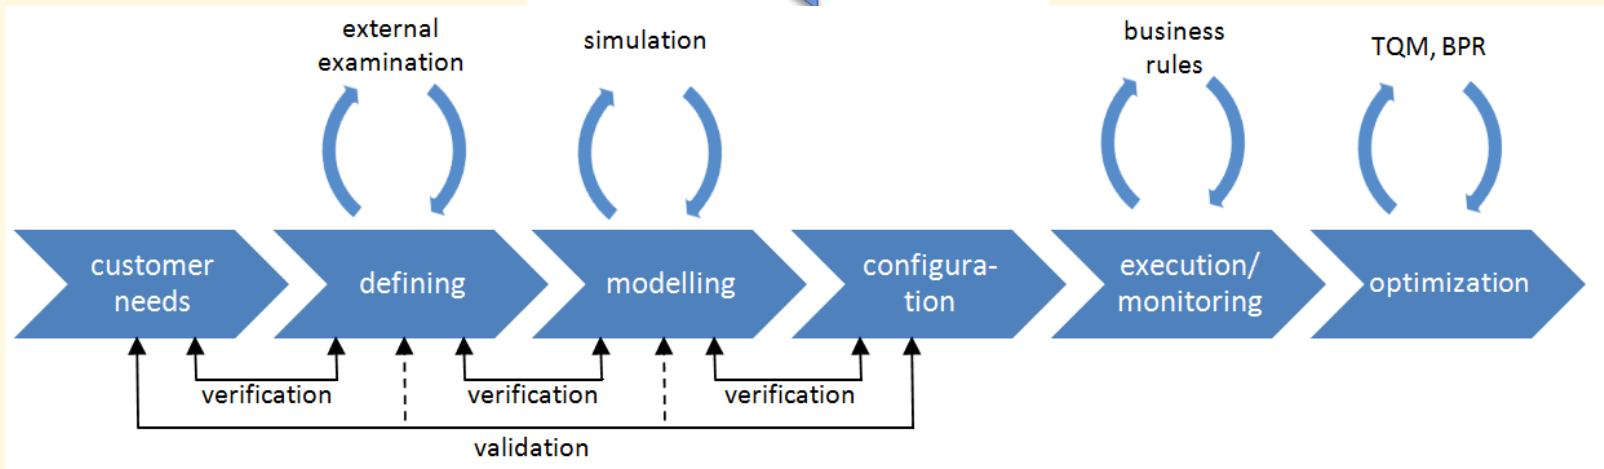 external
examination
simulation
business
rules
TQM, BPR
customer
needs
defining
modelling
configura-
tion
execution/
monitoring
optimization
verification
verification
verification
validation